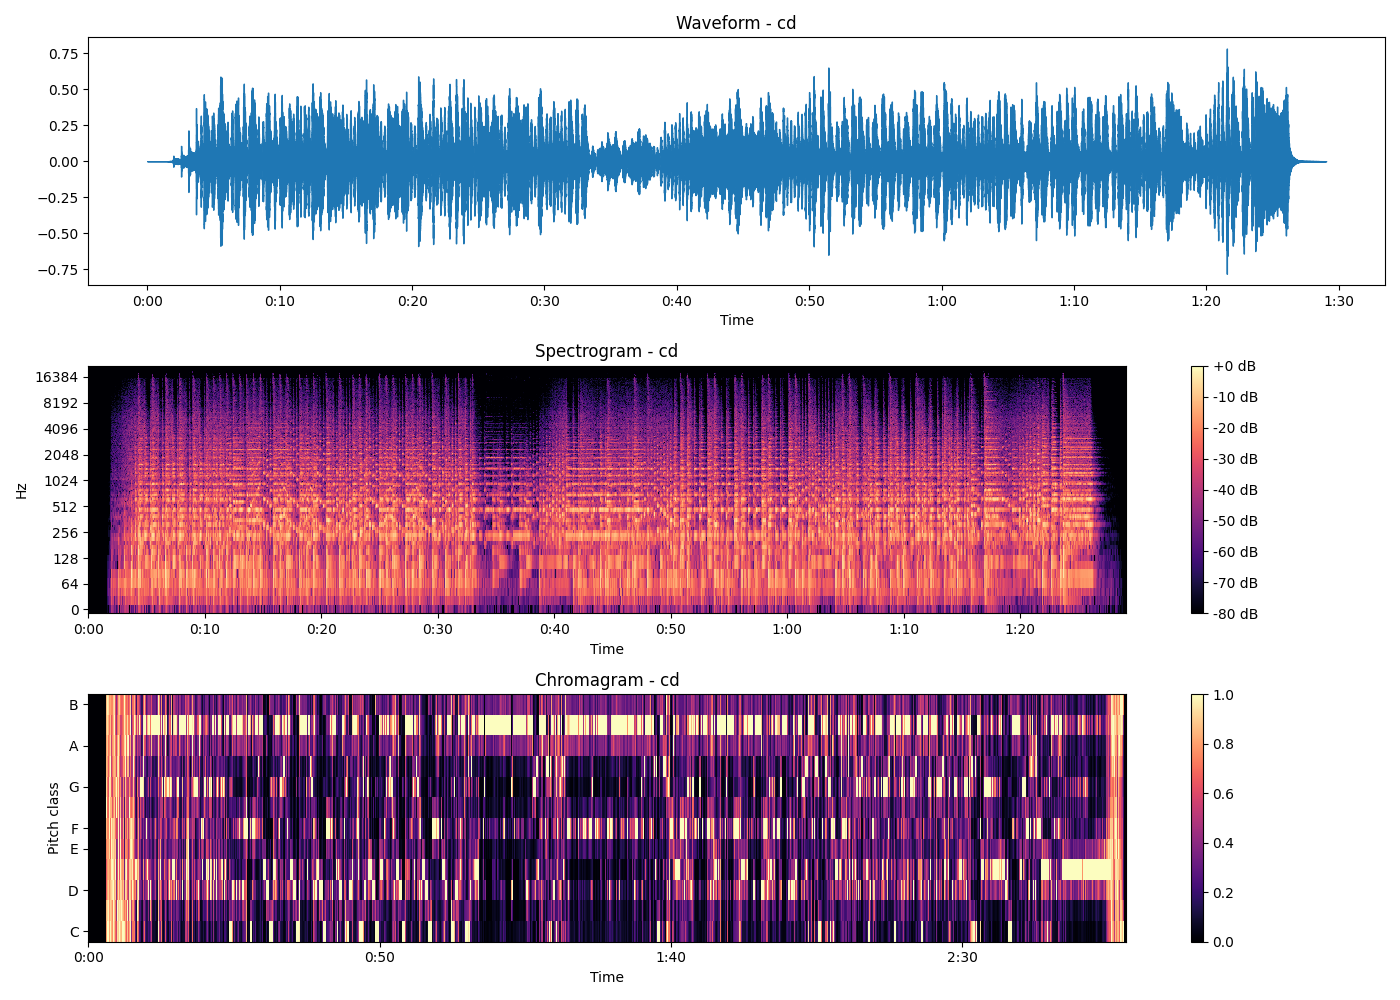 Waveform - cd
0.75
0.50
0.25
0.00
−0.25
−0.50
−0.75
0:00 0:10 0:20 0:30 0:40 0:50 1:00 1:10 1:20 1:30
Time
Spectrogram - cd
16384
8192
4096
2048
1024
512
256
128
64
0
Hz
0:00 0:10 0:20 0:30 0:40 0:50 1:00 1:10 1:20
Time
+0 dB
-10 dB
-20 dB
-30 dB
-40 dB
-50 dB
-60 dB
-70 dB
-80 dB
Chromagram - cd
B
A
G
F
E
D
C
Pitch class
0:00 0:50 1:40 2:30
Time
1.0
0.8
0.6
0.4
0.2
0.0